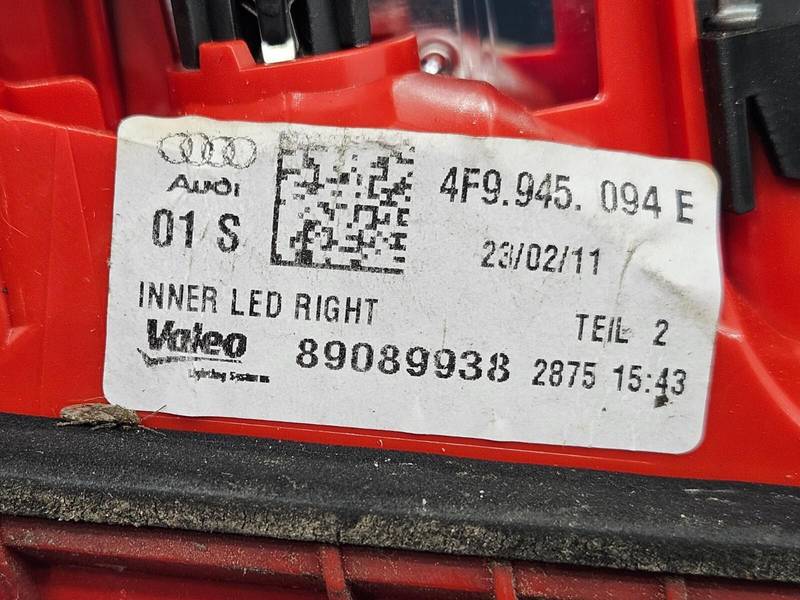 Audi
4F9.945. 094 E
01 S
23/02/11
INNER LED RIGHT
TEIL 2
Valeo
Lighting Systems
89089938 2875 15:43